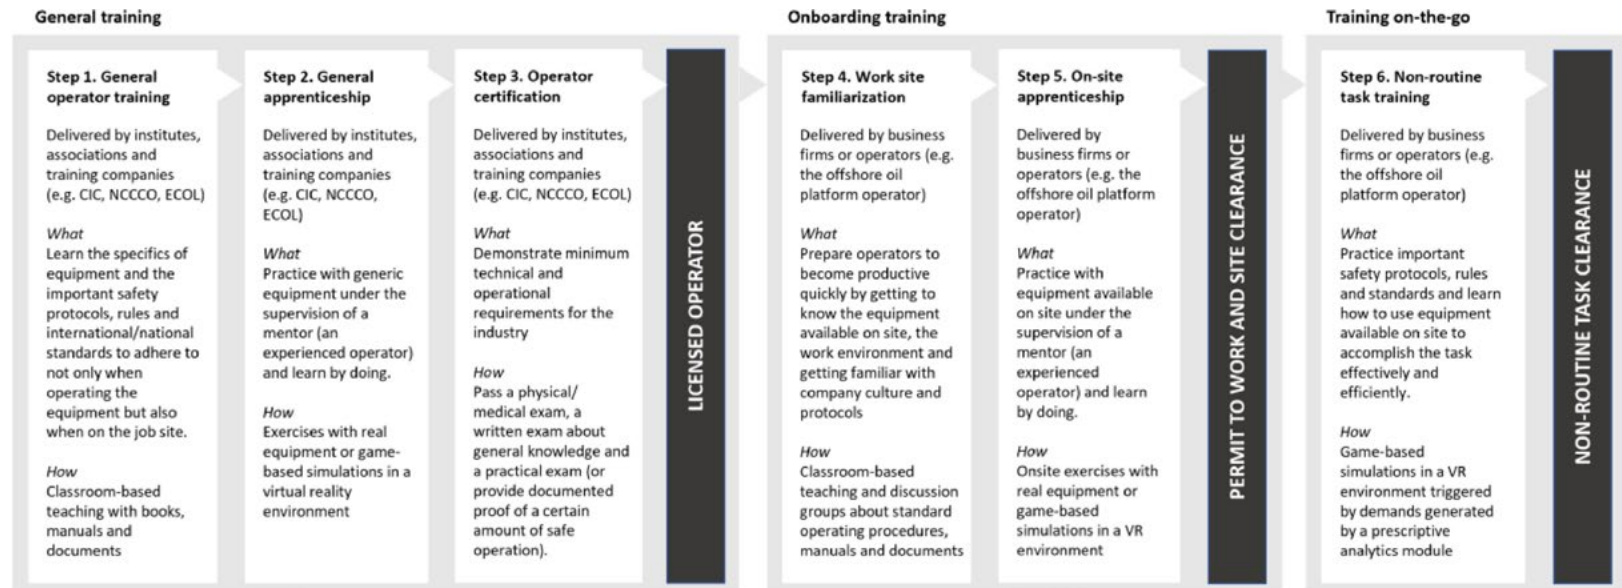 General training
Step 1. General
operator training
Delivered by institutes,
associations and
training companies
(e.g. CIC, NCCCO, ECOL)
What
Learn the specifics of
equipment and the
important safety
protocols, rules and
international/national
standards to adhere to
not only when
operating the
equipment but also
when on the job site.
How
Classroom-based
teaching with books,
manuals and
documents
Step 2. General
apprenticeship
Delivered by institutes,
associations and
training companies
(e.g. CIC, NCCCO,
ECOL)
What
Practice with generic
equipment under the
supervision of a
mentor (an
experienced operator)
and learn by doing.
How
Exercises with real
equipment or game-
based simulations in a
virtual reality
environment
Step 3. Operator
certification
Delivered by institutes,
associations and
training companies
(e.g. CIC, NCCCO, ECOL)
What
Demonstrate minimum
technical and
operational
requirements for the
industry
How
Pass a physical/
medical exam, a
written exam about
general knowledge and
a practical exam (or
provide documented
proof of a certain
amount of safe
operation).
LICENSED OPERATOR
Onboarding training
Step 4. Work site
familiarization
Delivered by business
firms or operators (e.g.
the offshore oil
platform operator)
What
Prepare operators to
become productive
quickly by getting to
know the equipment
available on site, the
work environment and
getting familiar with
company culture and
protocols
How
Classroom-based
teaching and discussion
groups about standard
operating procedures,
manuals and documents
Step 5. On-site
apprenticeship
Delivered by
business firms or
operators (e.g. the
offshore oil platform
operator)
What
Practice with
equipment available
on site under the
supervision of a
mentor (an
experienced
operator) and learn
by doing.
How
Onsite exercises with
real equipment or
game-based
simulations in a VR
environment
PERMIT TO WORK AND SITE CLEARANCE
Training on-the-go
Step 6. Non-routine
task training
Delivered by business
firms or operators (e.g.
the offshore oil
platform operator)
What
Practice important
safety protocols, rules
and standards and learn
how to use equipment
available on site to
accomplish the task
effectively and
efficiently.
How
Game-based
simulations in a VR
environment triggered
by demands generated
by a prescriptive
analytics module
NON-ROUTINE TASK CLEARANCE